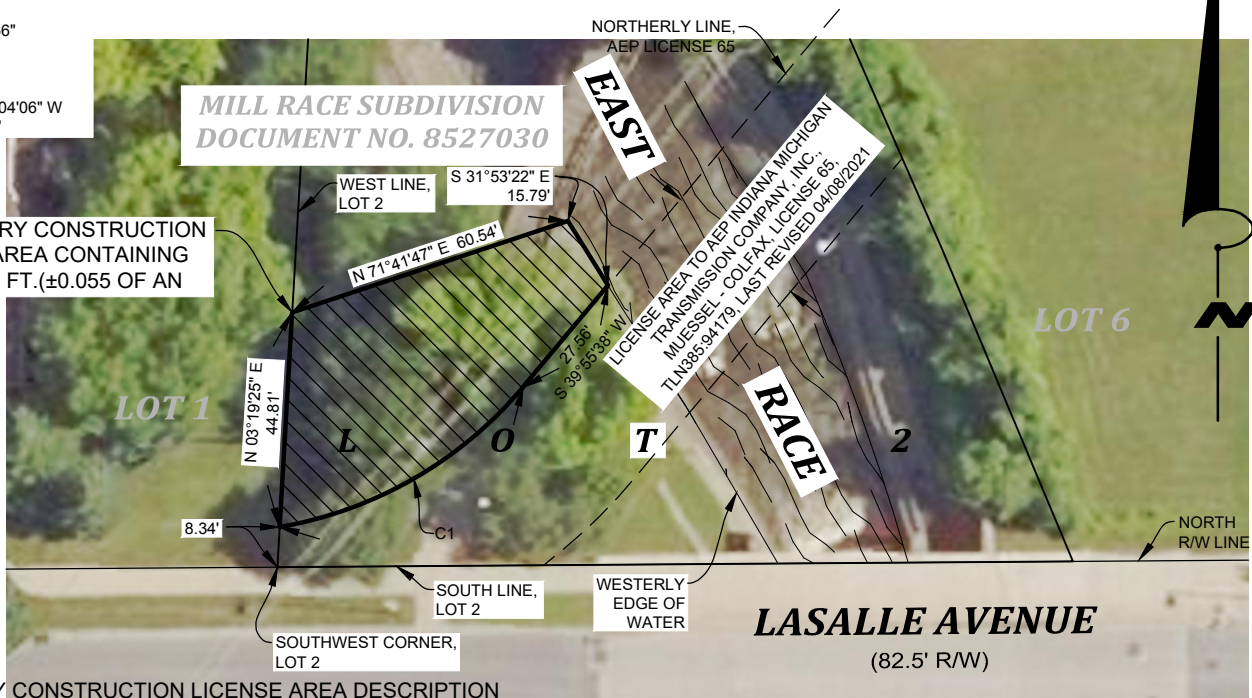 6"
04'06" W
NORTHERLY LINE,
AEP LICENSE 65
MILL RACE SUBDIVISION
DOCUMENT NO. 8527030
EAST
LICENSE AREA TO AEP INDIANA MICHIGAN
TRANSMISSION COMPANY, INC.,
MUESSEL - COLFAX, LICENSE 65,
TLN385:94179, LAST REVISED 04/08/2021
S 31°53'22" E
15.79'
WEST LINE,
LOT 2
RY CONSTRUCTION
AREA CONTAINING
FT.(±0.055 OF AN
N 71°41'47" E 60.54'
27.56'
S 39°55'38" W
LOT 6
N
N 03°19'25" E
44.81'
LOT 1
L O T 2
RACE
8.34'
C1
NORTH
R/W LINE
SOUTH LINE,
LOT 2
WESTERLY
EDGE OF
WATER
LASALLE AVENUE
(82.5' R/W)
SOUTHWEST CORNER,
LOT 2
Y CONSTRUCTION LICENSE AREA DESCRIPTION